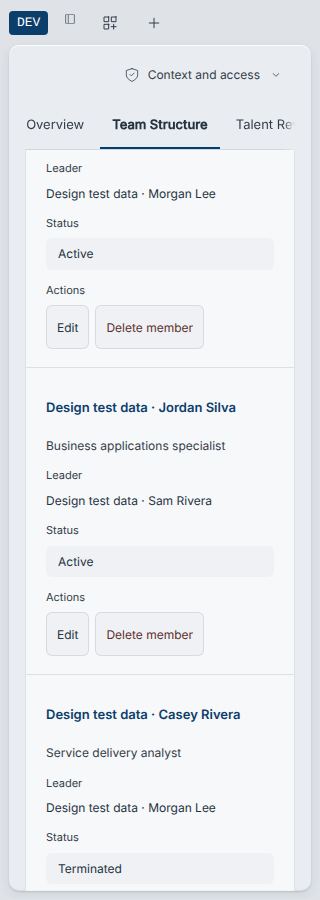 DEV
Context and access
Overview
Team Structure
Talent Re
Leader
Design test data · Morgan Lee
Status
Active
Actions
Edit
Delete member
Design test data · Jordan Silva
Business applications specialist
Leader
Design test data · Sam Rivera
Status
Active
Actions
Edit
Delete member
Design test data · Casey Rivera
Service delivery analyst
Leader
Design test data · Morgan Lee
Status
Terminated